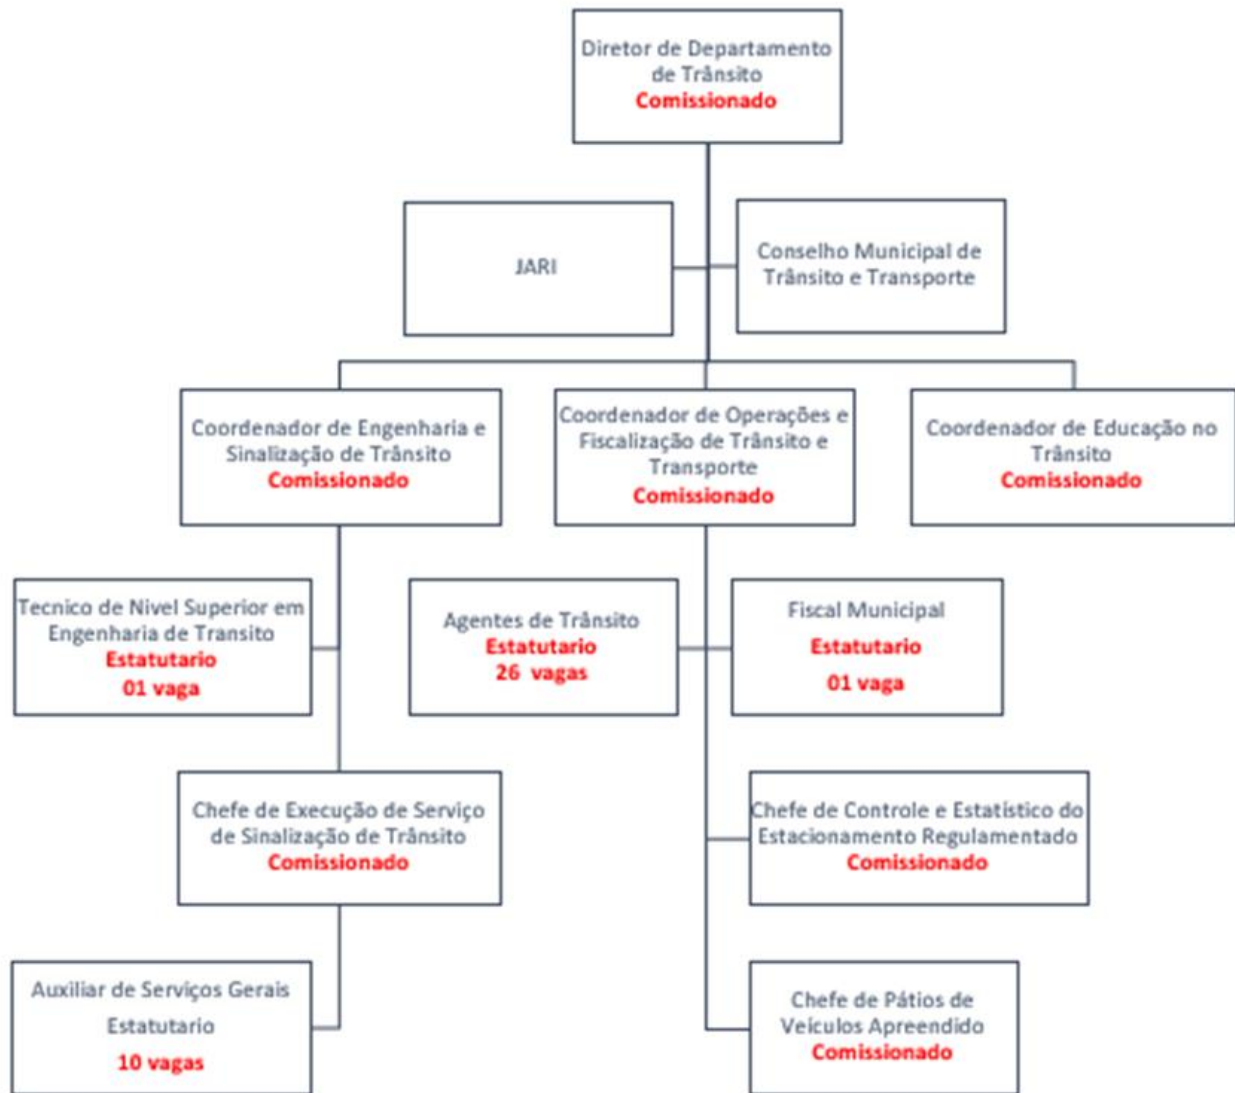 Diretor de Departamento
de Trânsito
Comissionado
JARI
Conselho Municipal de
Trânsito e Transporte
Coordenador de Engenharia e
Sinalização de Trânsito
Comissionado
Coordenador de Operações e
Fiscalização de Trânsito e
Transporte
Comissionado
Coordenador de Educação no
Trânsito
Comissionado
Tecnico de Nivel Superior em
Engenharia de Transito
Estatutario
01 vaga
Agentes de Trânsito
Estatutario
26 vagas
Fiscal Municipal
Estatutario
01 vaga
Chefe de Execução de Serviço
de Sinalização de Trânsito
Comissionado
Chefe de Controle e Estatístico do
Estacionamento Regulamentado
Comissionado
Auxiliar de Serviços Gerais
Estatutario
10 vagas
Chefe de Pátios de
Veículos Apreendido
Comissionado